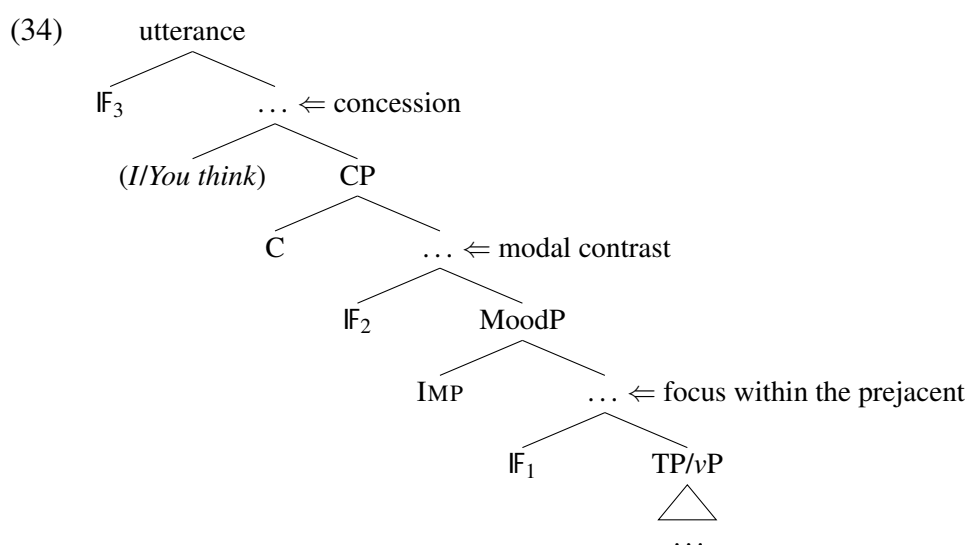 (34) utterance
𝖨𝖥₃ … ⇐ concession
(I/You think) CP
C … ⇐ modal contrast
𝖨𝖥₂ MoodP
IMP … ⇐ focus within the prejacent
𝖨𝖥₁ TP/vP
…